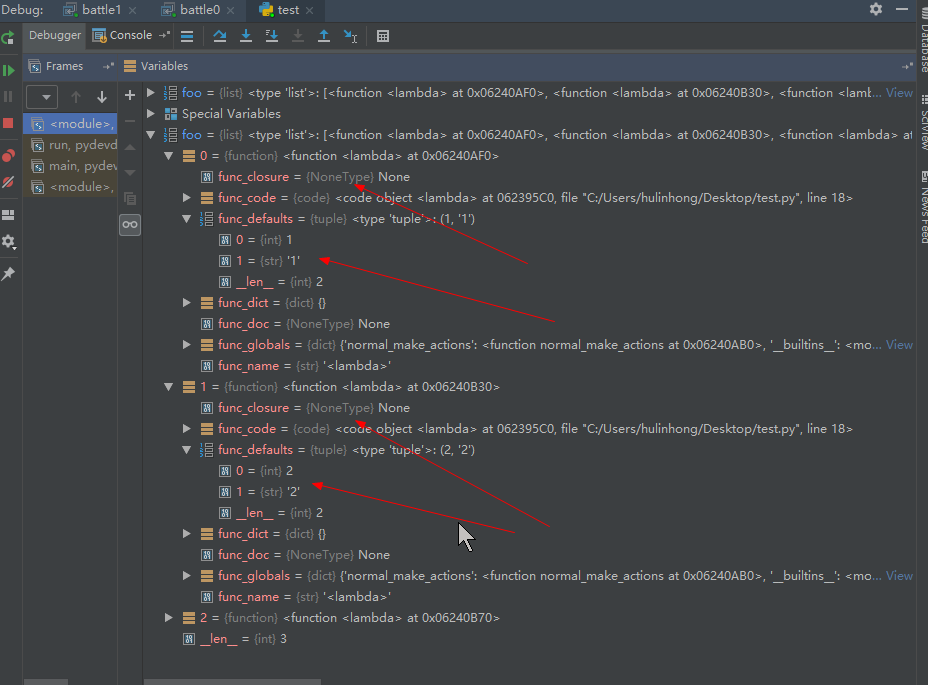 Debug: battle1 battle0 test
Debugger Console
Frames Variables
foo = {list} <type 'list'>: [<function <lambda> at 0x06240AF0>, <function <lambda> at 0x06240B30>, <function <lamb... View
Special Variables
<module>, foo = {list} <type 'list'>: [<function <lambda> at 0x06240AF0>, <function <lambda> at 0x06240B30>, <function <lambda> at
run, pydevd 0 = {function} <function <lambda> at 0x06240AF0>
main, pydev func_closure = {NoneType} None
<module>, func_code = {code} <code object <lambda> at 062395C0, file "C:/Users/hulinhong/Desktop/test.py", line 18>
func_defaults = {tuple} <type 'tuple'>: (1, '1')
0 = {int} 1
1 = {str} '1'
__len__ = {int} 2
func_dict = {dict} {}
func_doc = {NoneType} None
func_globals = {dict} {'normal_make_actions': <function normal_make_actions at 0x06240AB0>, '__builtins__': <mo... View
func_name = {str} '<lambda>'
1 = {function} <function <lambda> at 0x06240B30>
func_closure = {NoneType} None
func_code = {code} <code object <lambda> at 062395C0, file "C:/Users/hulinhong/Desktop/test.py", line 18>
func_defaults = {tuple} <type 'tuple'>: (2, '2')
0 = {int} 2
1 = {str} '2'
__len__ = {int} 2
func_dict = {dict} {}
func_doc = {NoneType} None
func_globals = {dict} {'normal_make_actions': <function normal_make_actions at 0x06240AB0>, '__builtins__': <mo... View
func_name = {str} '<lambda>'
2 = {function} <function <lambda> at 0x06240B70>
__len__ = {int} 3
Database
SciView
News Feed